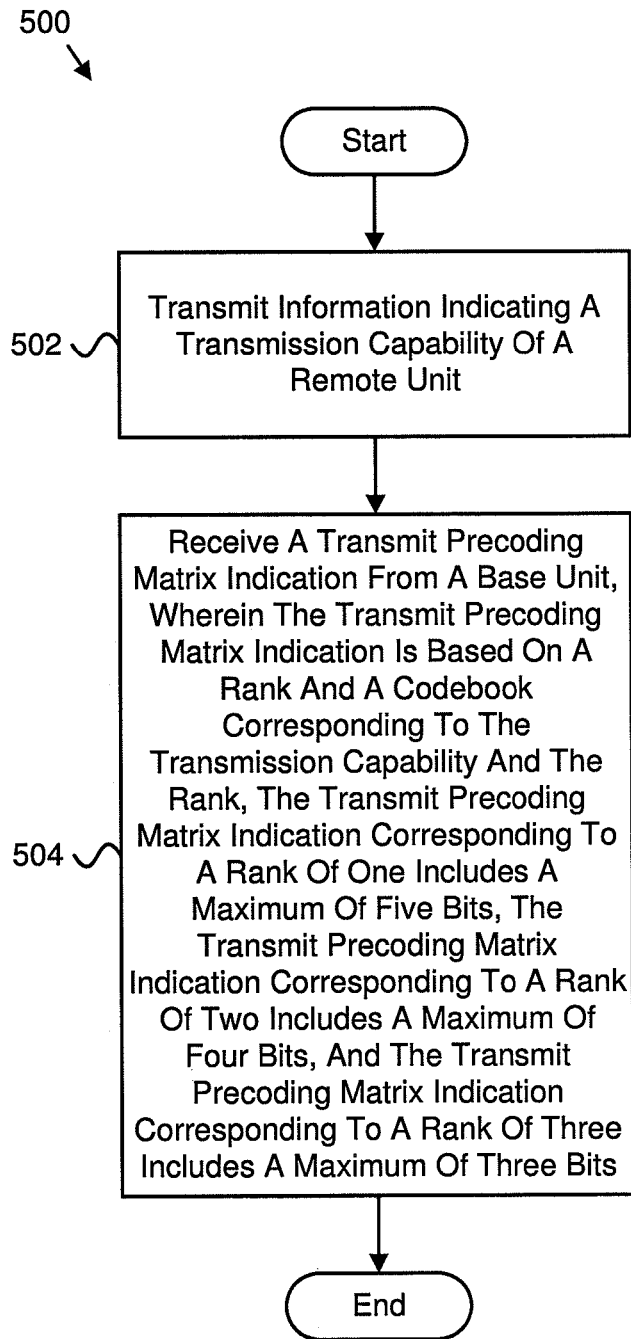 500
Start
502
Transmit Information Indicating A
Transmission Capability Of A
Remote Unit
504
Receive A Transmit Precoding
Matrix Indication From A Base Unit,
Wherein The Transmit Precoding
Matrix Indication Is Based On A
Rank And A Codebook
Corresponding To The
Transmission Capability And The
Rank, The Transmit Precoding
Matrix Indication Corresponding To
A Rank Of One Includes A
Maximum Of Five Bits, The
Transmit Precoding Matrix
Indication Corresponding To A Rank
Of Two Includes A Maximum Of
Four Bits, And The Transmit
Precoding Matrix Indication
Corresponding To A Rank Of Three
Includes A Maximum Of Three Bits
End